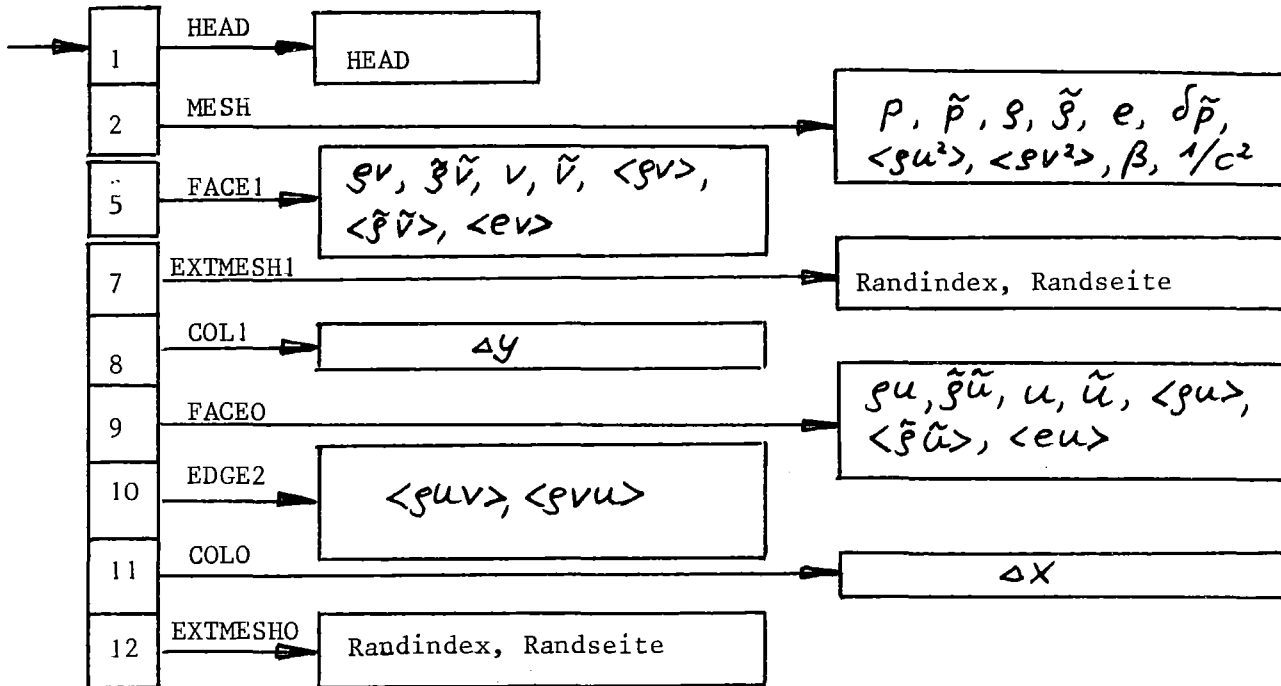 HEAD
1
HEAD
MESH
2
p, p̃, ϱ, ϱ̃, e, δp̃,
<ϱu²>, <ϱv²>, β, 1/c²
FACE1
5
ϱv, ϱ̃ṽ, v, ṽ, <ϱv>,
<ϱ̃ṽ>, <ev>
EXTMESH1
7
Randindex, Randseite
COL1
8
Δy
FACE0
9
ϱu, ϱ̃ũ, u, ũ, <ϱu>,
<ϱ̃ũ>, <eu>
EDGE2
10
<ϱuv>, <ϱvu>
COL0
11
Δx
EXTMESH0
12
Randindex, Randseite